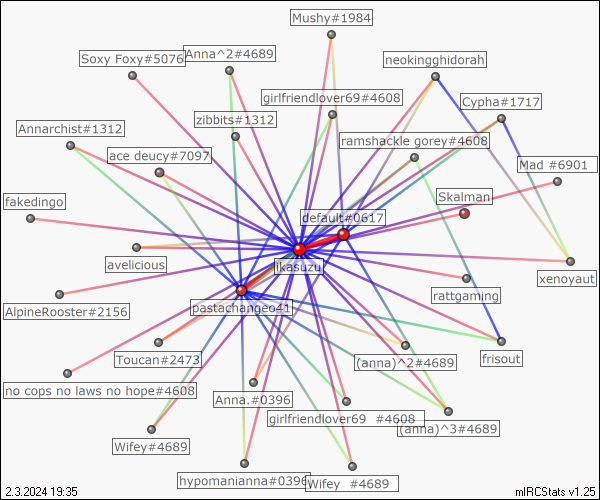 Mushy#1984
Soxy Foxy#5076
Anna^2#4689
neokingghidorah
girlfriendlover69#4608
Cypha#1717
zibbits#1312
Annarchist#1312
ramshackle gorey#4608
ace deucy#7097
Mad #6901
Skalman
fakedingo
default#0617
avelicious
likasuzu
xenoyaut
rattgaming
AlpineRooster#2156
pastachangeo41
Toucan#2473
(anna)^2#4689
frisout
no cops no laws no hope#4608
Anna.#0396
girlfriendlover69 #4608
(anna)^3#4689
Wifey#4689
hypomanianna#0396
Wifey #4689
2.3.2024 19:35
mIRCStats v1.25